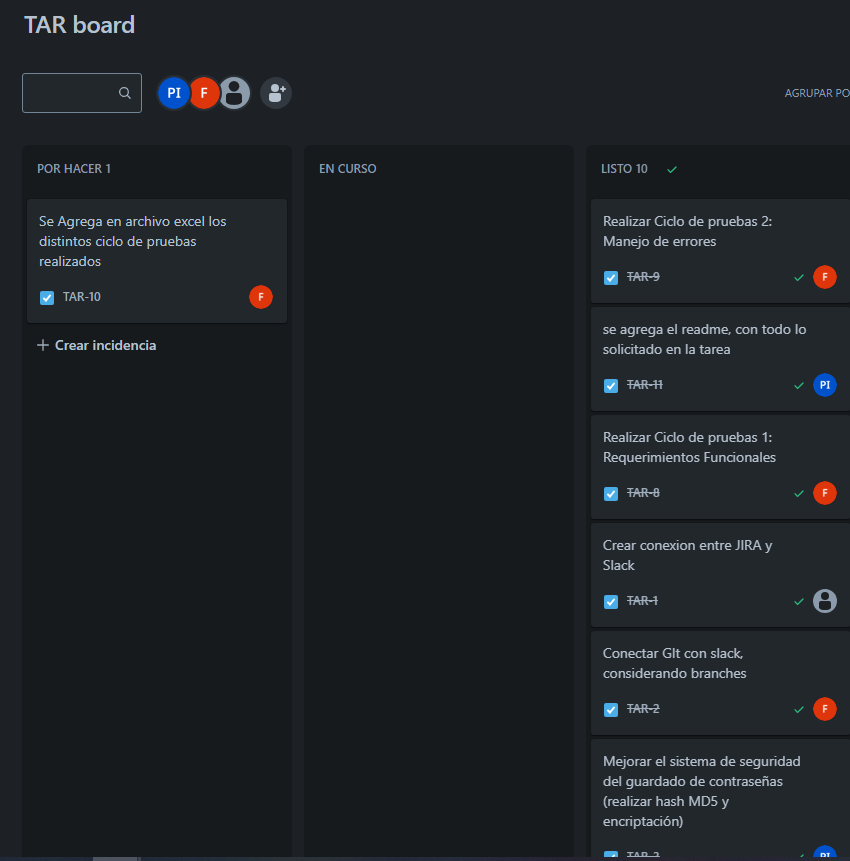 TAR board
PI
F
AGRUPAR PO
POR HACER 1
Se Agrega en archivo excel los
distintos ciclo de pruebas
realizados
TAR-10
F
Crear incidencia
EN CURSO
LISTO 10
Realizar Ciclo de pruebas 2:
Manejo de errores
TAR-9
F
se agrega el readme, con todo lo
solicitado en la tarea
TAR-11
PI
Realizar Ciclo de pruebas 1:
Requerimientos Funcionales
TAR-8
F
Crear conexion entre JIRA y
Slack
TAR-1
Conectar GIt con slack,
considerando branches
TAR-2
F
Mejorar el sistema de seguridad
del guardado de contraseñas
(realizar hash MD5 y
encriptación)
TAR-3
PI